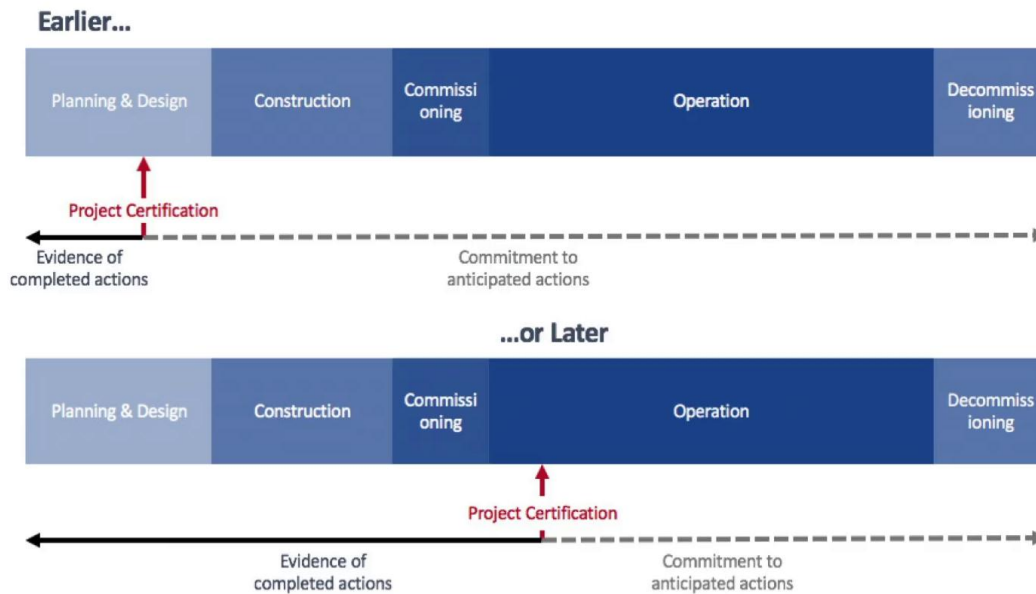 Earlier...
Planning & Design
Construction
Commissi
oning
Operation
Decommiss
ioning
Project Certification
Evidence of
completed actions
Commitment to
anticipated actions
...or Later
Planning & Design
Construction
Commissi
oning
Operation
Decommiss
ioning
Project Certification
Evidence of
completed actions
Commitment to
anticipated actions